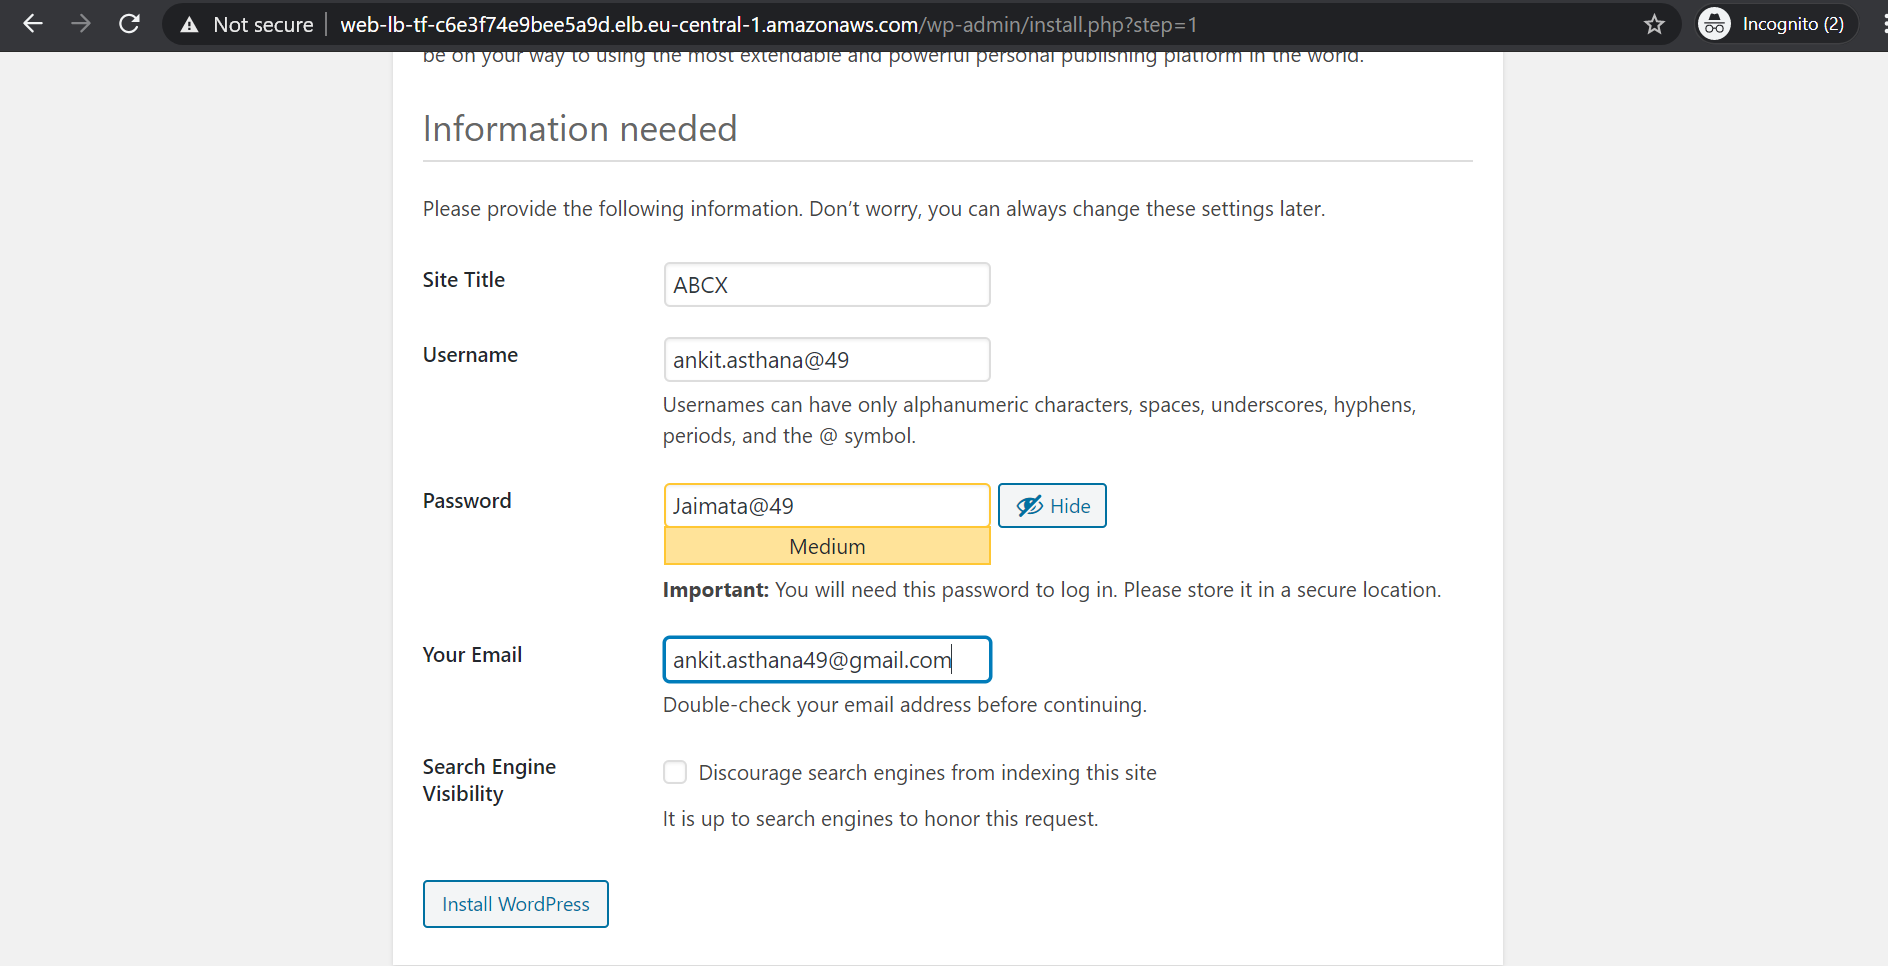 Not secure web-lb-tf-c6e3f74e9bee5a9d.elb.eu-central-1.amazonaws.com/wp-admin/install.php?step=1 Incognito (2)
be on your way to using the most extendable and powerful personal publishing platform in the world.
Information needed
Please provide the following information. Don’t worry, you can always change these settings later.
Site Title ABCX
Username ankit.asthana@49
Usernames can have only alphanumeric characters, spaces, underscores, hyphens,
periods, and the @ symbol.
Password Jaimata@49 Hide
Medium
Important: You will need this password to log in. Please store it in a secure location.
Your Email ankit.asthana49@gmail.com
Double-check your email address before continuing.
Search Engine
Visibility
Discourage search engines from indexing this site
It is up to search engines to honor this request.
Install WordPress